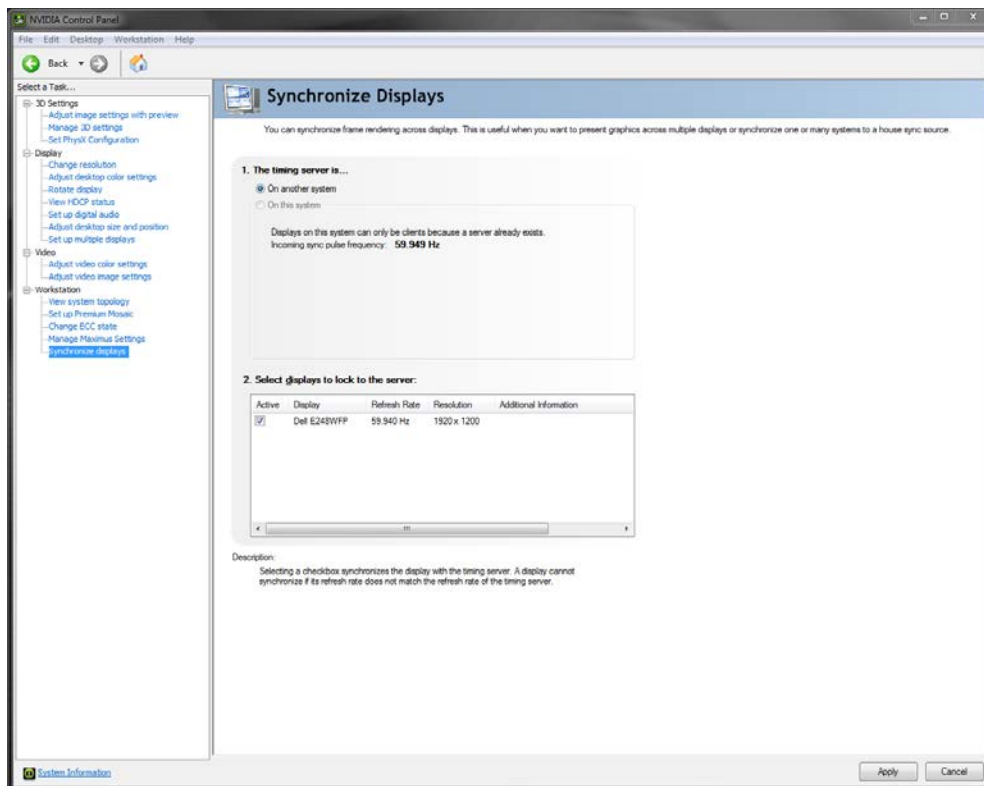 NVIDIA Control Panel
File Edit Desktop Workstation Help
Back
Select a Task...
3D Settings
Adjust image settings with preview
Manage 3D settings
Set PhysX Configuration
Display
Change resolution
Adjust desktop color settings
Rotate display
View HDCP status
Set up digital audio
Adjust desktop size and position
Set up multiple displays
Video
Adjust video color settings
Adjust video image settings
Workstation
View system topology
Set up Premium Mosaic
Change ECC state
Manage Maximus Settings
Synchronize displays
System Information
Synchronize Displays
You can synchronize frame rendering across displays. This is useful when you want to present graphics across multiple displays or synchronize one or many systems to a house sync source.
1. The timing server is...
On another system
On this system
Displays on this system can only be clients because a server already exists.
Incoming sync pulse frequency: 59.949 Hz
2. Select displays to lock to the server:
Active Display Refresh Rate Resolution Additional Information
Dell E248WFP 59.940 Hz 1920 x 1200
Description:
Selecting a checkbox synchronizes the display with the timing server. A display cannot
synchronize if its refresh rate does not match the refresh rate of the timing server.
Apply Cancel